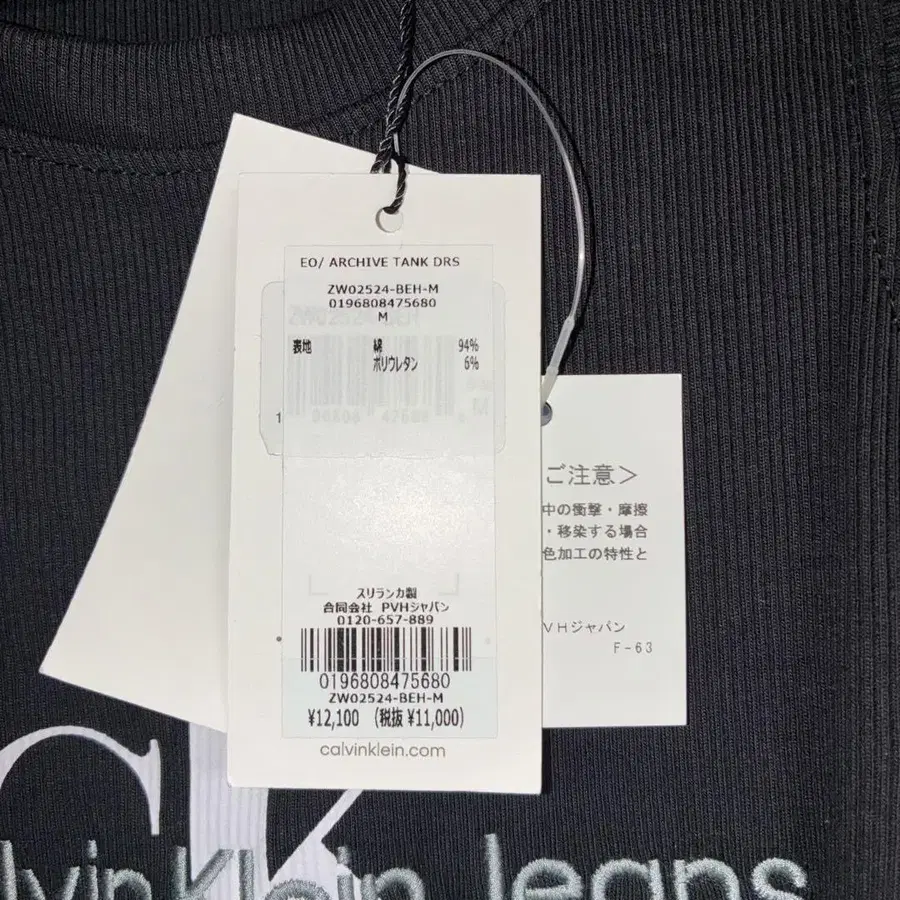 EO/ ARCHIVE TANK DRS
ZW02524-BEH-M
0196808475680
M
表地 綿 94%
ポリウレタン 6%
スリランカ製
合同会社 PVHジャパン
0120-657-889
0196808475680
ZW02524-BEH-M
¥12,100 (税抜 ¥11,000)
calvinklein.com
ご注意>
中の衝撃・摩擦
・移染する場合
色加工の特性と
VHジャパン
F-63
CK
alvin Klein Jeans